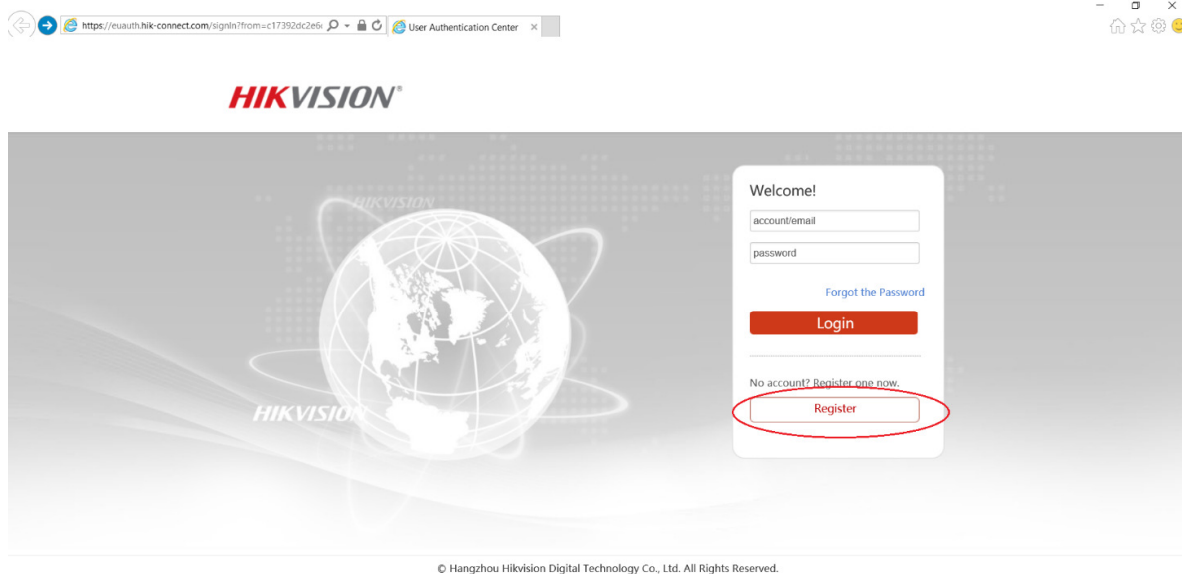 https://euauth.hik-connect.com/signIn?from=c17392dc2e6
User Authentication Center
HIKVISION®
HIKVISION
HIKVISION
Welcome!
account/email
password
Forgot the Password
Login
No account? Register one now.
Register
© Hangzhou Hikvision Digital Technology Co., Ltd. All Rights Reserved.